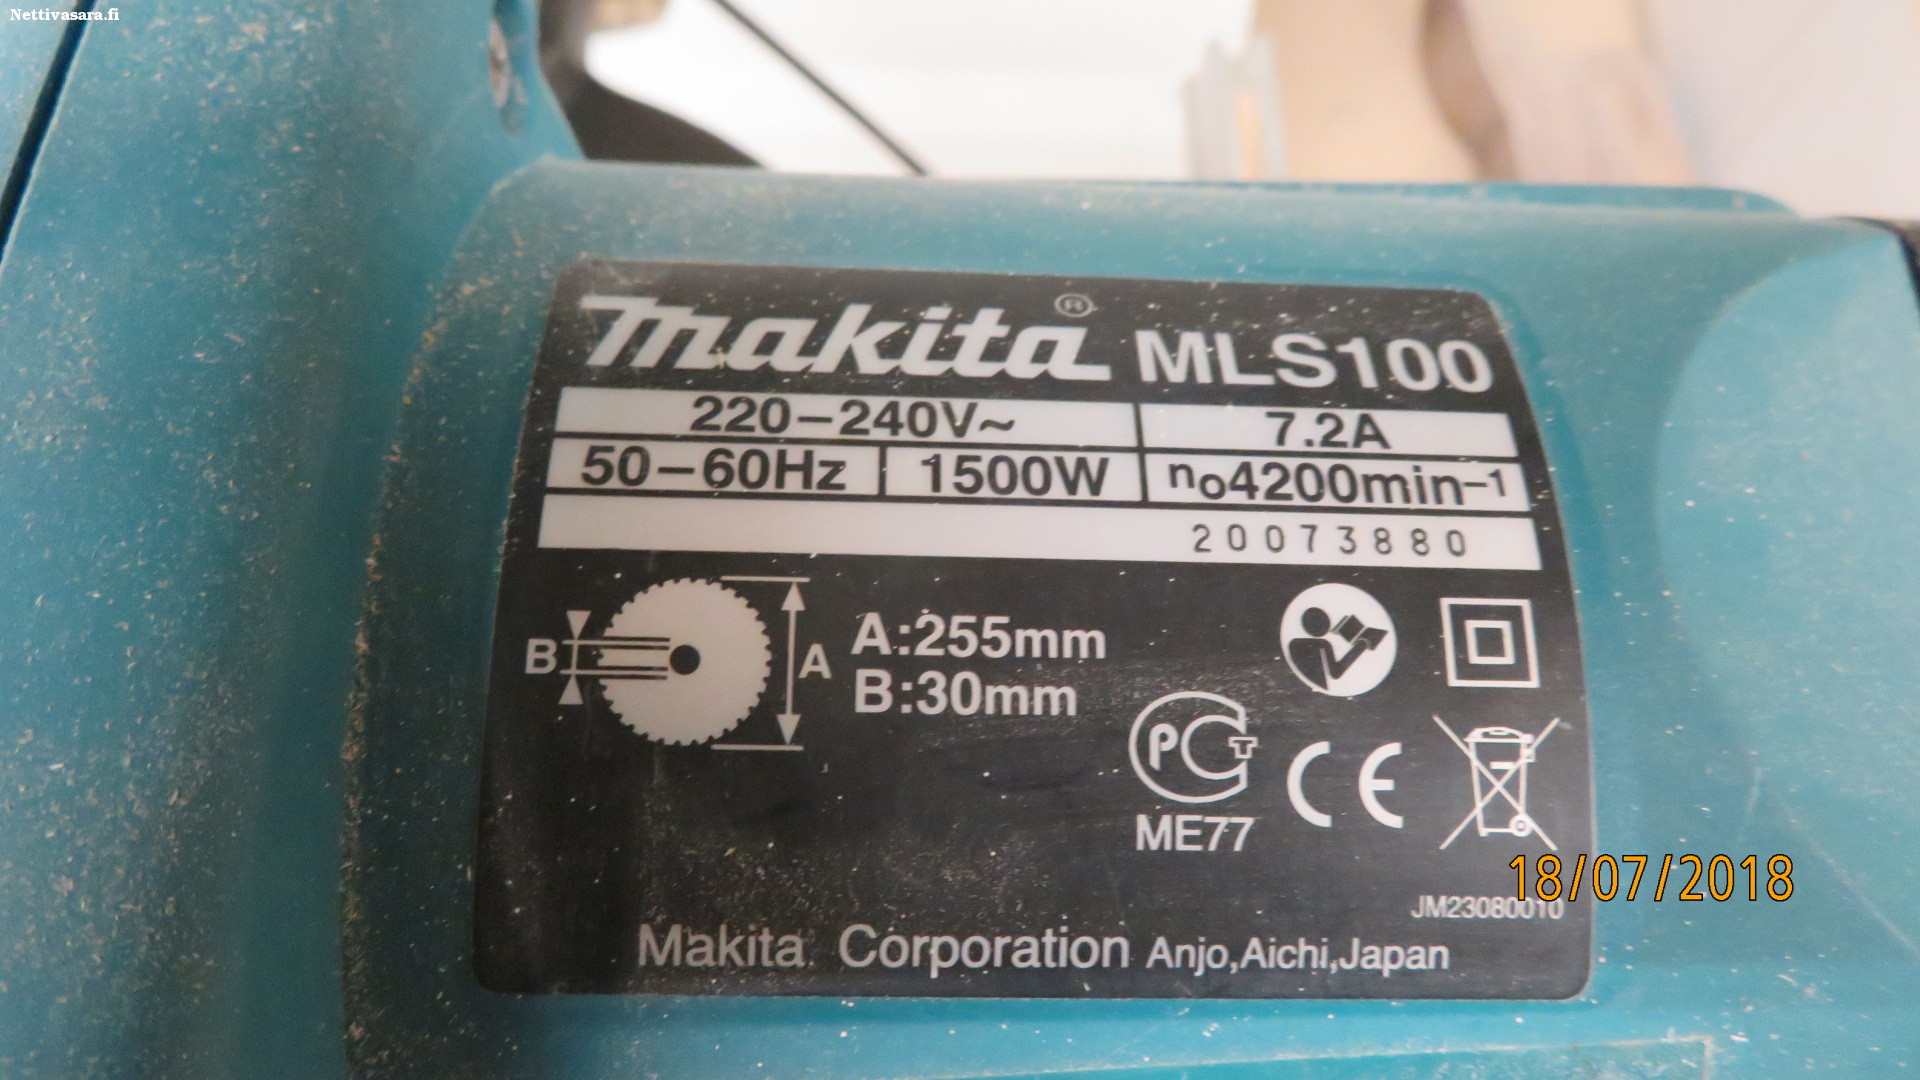 Nettivasara.fi
makita® MLS100
220-240V~ 7.2A
50-60Hz 1500W no4200min-1
20073880
B A A:255mm
B:30mm
PCT
ME77 CE
18/07/2018
JM23080010
Makita Corporation Anjo,Aichi,Japan